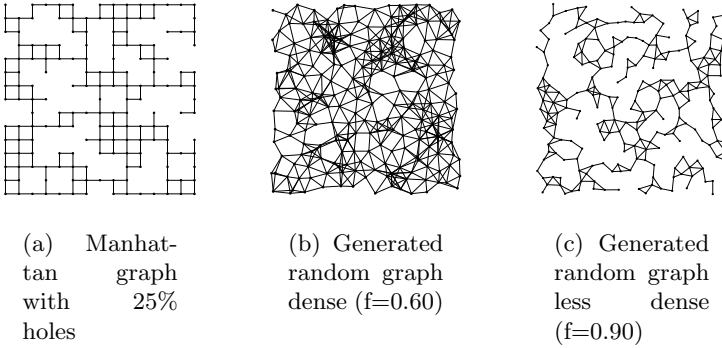 (a) Manhat-
tan graph
with 25%
holes
(b) Generated
random graph
dense (f=0.60)
(c) Generated
random graph
less dense
(f=0.90)